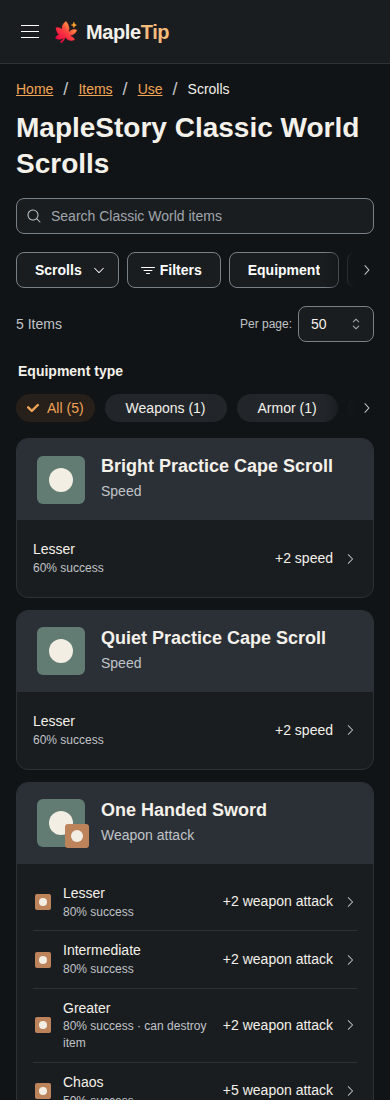 MapleTip
Home / Items / Use / Scrolls
MapleStory Classic World
Scrolls
Search Classic World items
Scrolls Filters Equipment
5 Items Per page: 50
Equipment type
All (5) Weapons (1) Armor (1)
Bright Practice Cape Scroll
Speed
Lesser
60% success
+2 speed
Quiet Practice Cape Scroll
Speed
Lesser
60% success
+2 speed
One Handed Sword
Weapon attack
Lesser
80% success
+2 weapon attack
Intermediate
80% success
+2 weapon attack
Greater
80% success · can destroy
item
+2 weapon attack
Chaos
50% success
+5 weapon attack